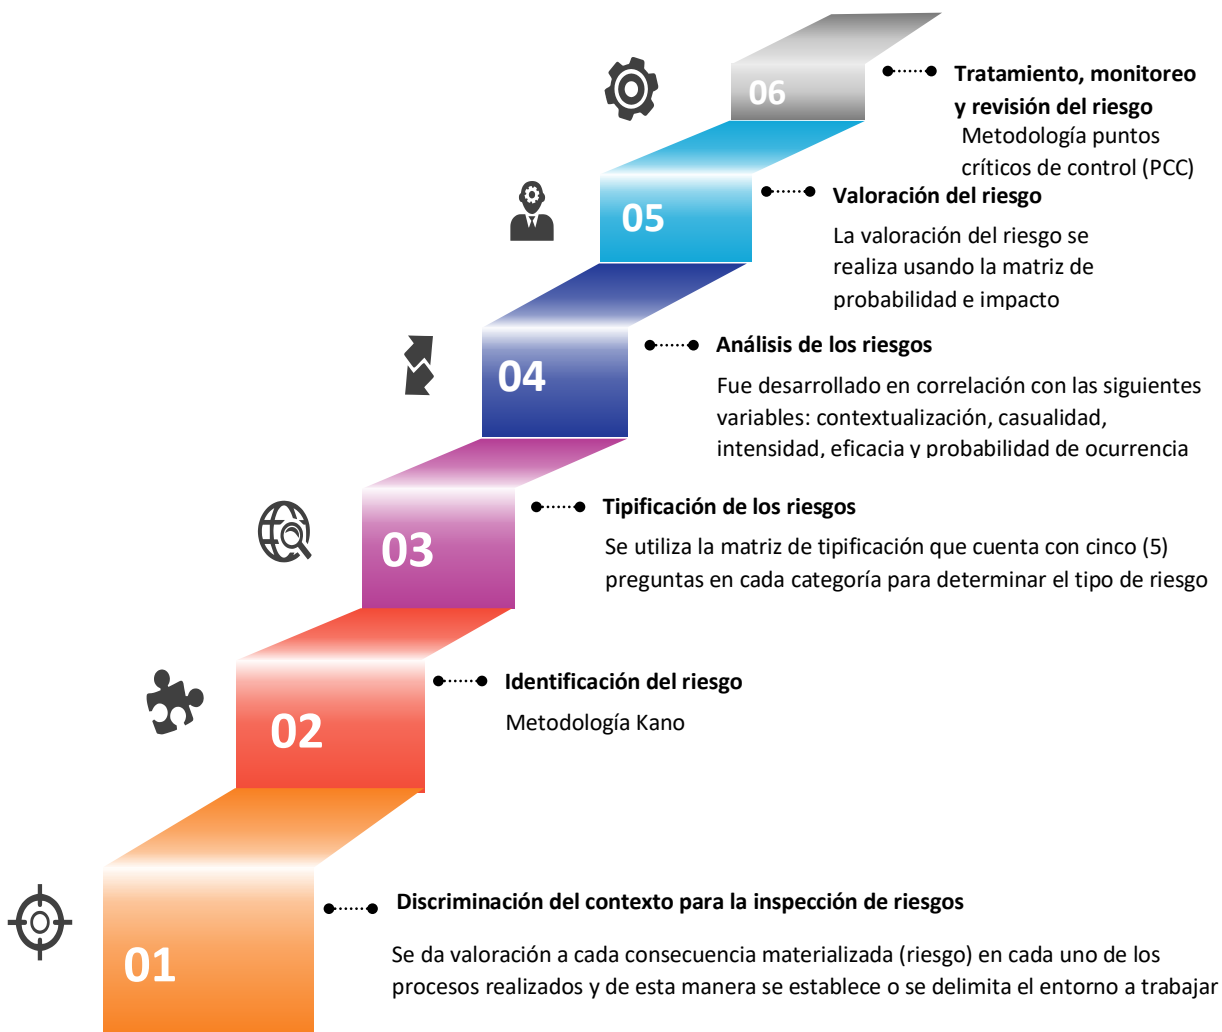 06
Tratamiento, monitoreo
y revisión del riesgo
Metodología puntos
críticos de control (PCC)
05
Valoración del riesgo
La valoración del riesgo se
realiza usando la matriz de
probabilidad e impacto
04
Análisis de los riesgos
Fue desarrollado en correlación con las siguientes
variables: contextualización, casualidad,
intensidad, eficacia y probabilidad de ocurrencia
03
Tipificación de los riesgos
Se utiliza la matriz de tipificación que cuenta con cinco (5)
preguntas en cada categoría para determinar el tipo de riesgo
02
Identificación del riesgo
Metodología Kano
01
Discriminación del contexto para la inspección de riesgos
Se da valoración a cada consecuencia materializada (riesgo) en cada uno de los
procesos realizados y de esta manera se establece o se delimita el entorno a trabajar